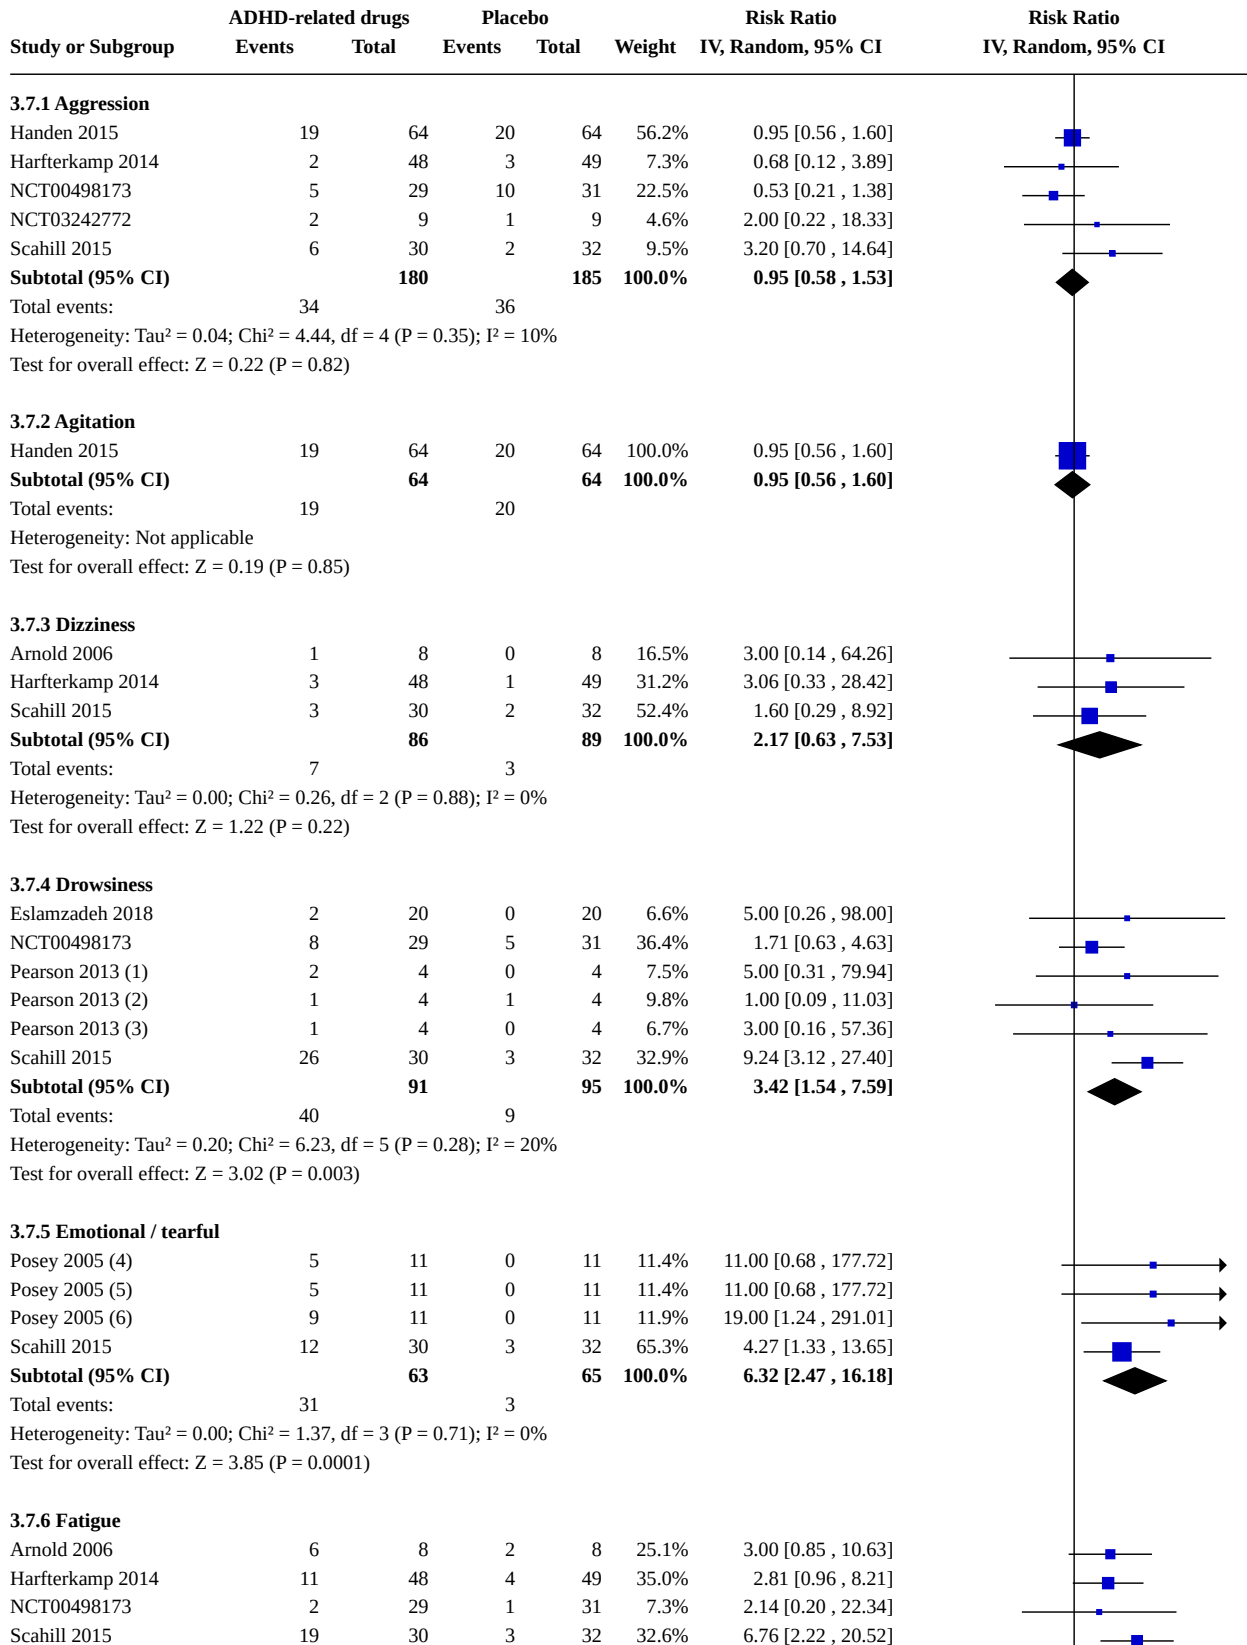 ADHD-related drugs Placebo Risk Ratio Risk Ratio
Study or Subgroup Events Total Events Total Weight IV, Random, 95% CI IV, Random, 95% CI
3.7.1 Aggression
Handen 2015 19 64 20 64 56.2% 0.95 [0.56 , 1.60]
Harfterkamp 2014 2 48 3 49 7.3% 0.68 [0.12 , 3.89]
NCT00498173 5 29 10 31 22.5% 0.53 [0.21 , 1.38]
NCT03242772 2 9 1 9 4.6% 2.00 [0.22 , 18.33]
Scahill 2015 6 30 2 32 9.5% 3.20 [0.70 , 14.64]
Subtotal (95% CI) 180 185 100.0% 0.95 [0.58 , 1.53]
Total events: 34 36
Heterogeneity: Tau² = 0.04; Chi² = 4.44, df = 4 (P = 0.35); I² = 10%
Test for overall effect: Z = 0.22 (P = 0.82)
3.7.2 Agitation
Handen 2015 19 64 20 64 100.0% 0.95 [0.56 , 1.60]
Subtotal (95% CI) 64 64 100.0% 0.95 [0.56 , 1.60]
Total events: 19 20
Heterogeneity: Not applicable
Test for overall effect: Z = 0.19 (P = 0.85)
3.7.3 Dizziness
Arnold 2006 1 8 0 8 16.5% 3.00 [0.14 , 64.26]
Harfterkamp 2014 3 48 1 49 31.2% 3.06 [0.33 , 28.42]
Scahill 2015 3 30 2 32 52.4% 1.60 [0.29 , 8.92]
Subtotal (95% CI) 86 89 100.0% 2.17 [0.63 , 7.53]
Total events: 7 3
Heterogeneity: Tau² = 0.00; Chi² = 0.26, df = 2 (P = 0.88); I² = 0%
Test for overall effect: Z = 1.22 (P = 0.22)
3.7.4 Drowsiness
Eslamzadeh 2018 2 20 0 20 6.6% 5.00 [0.26 , 98.00]
NCT00498173 8 29 5 31 36.4% 1.71 [0.63 , 4.63]
Pearson 2013 (1) 2 4 0 4 7.5% 5.00 [0.31 , 79.94]
Pearson 2013 (2) 1 4 1 4 9.8% 1.00 [0.09 , 11.03]
Pearson 2013 (3) 1 4 0 4 6.7% 3.00 [0.16 , 57.36]
Scahill 2015 26 30 3 32 32.9% 9.24 [3.12 , 27.40]
Subtotal (95% CI) 91 95 100.0% 3.42 [1.54 , 7.59]
Total events: 40 9
Heterogeneity: Tau² = 0.20; Chi² = 6.23, df = 5 (P = 0.28); I² = 20%
Test for overall effect: Z = 3.02 (P = 0.003)
3.7.5 Emotional / tearful
Posey 2005 (4) 5 11 0 11 11.4% 11.00 [0.68 , 177.72]
Posey 2005 (5) 5 11 0 11 11.4% 11.00 [0.68 , 177.72]
Posey 2005 (6) 9 11 0 11 11.9% 19.00 [1.24 , 291.01]
Scahill 2015 12 30 3 32 65.3% 4.27 [1.33 , 13.65]
Subtotal (95% CI) 63 65 100.0% 6.32 [2.47 , 16.18]
Total events: 31 3
Heterogeneity: Tau² = 0.00; Chi² = 1.37, df = 3 (P = 0.71); I² = 0%
Test for overall effect: Z = 3.85 (P = 0.0001)
3.7.6 Fatigue
Arnold 2006 6 8 2 8 25.1% 3.00 [0.85 , 10.63]
Harfterkamp 2014 11 48 4 49 35.0% 2.81 [0.96 , 8.21]
NCT00498173 2 29 1 31 7.3% 2.14 [0.20 , 22.34]
Scahill 2015 19 30 3 32 32.6% 6.76 [2.22 , 20.52]